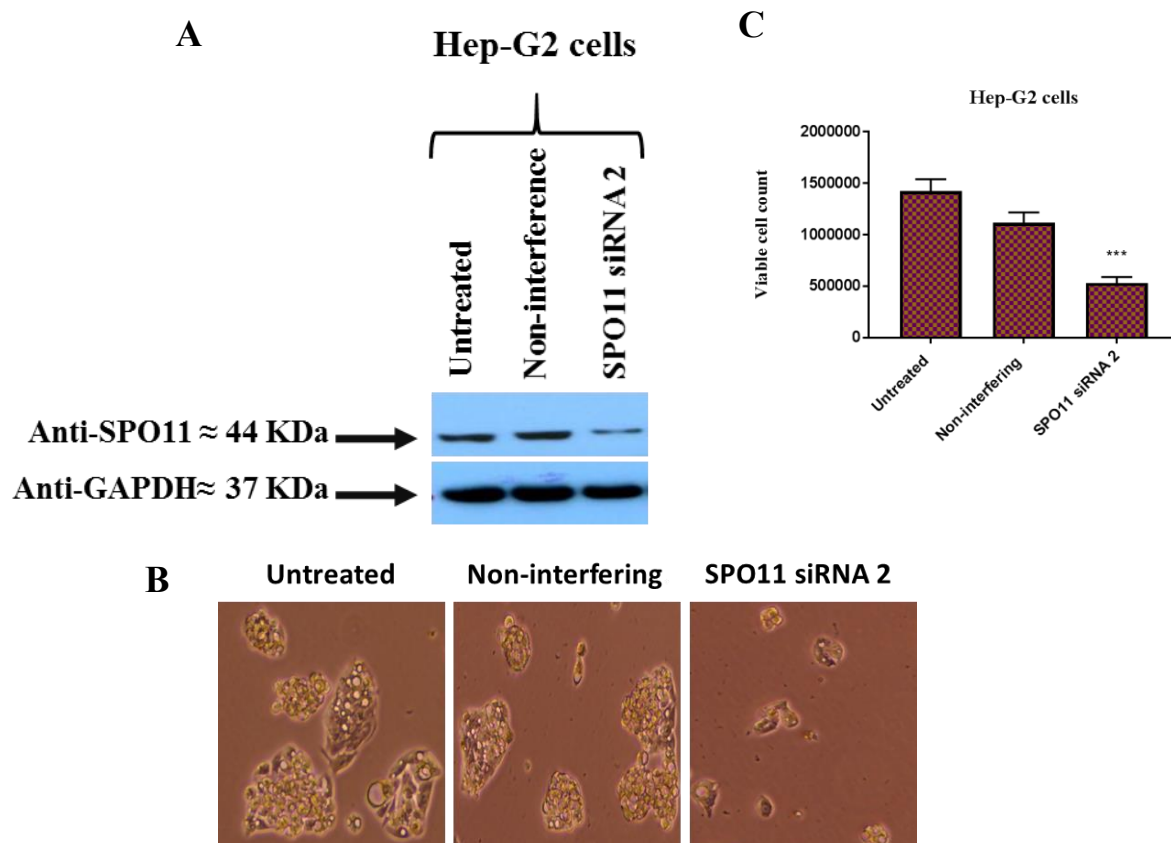 A
Hep-G2 cells
Untreated
Non-interference
SPO11 siRNA 2
Anti-SPO11 ≈ 44 KDa
Anti-GAPDH≈ 37 KDa
C
Hep-G2 cells
Viable cell count
2000000
1500000
1000000
500000
0
***
Untreated
Non-interfering
SPO11 siRNA 2
B
Untreated
Non-interfering
SPO11 siRNA 2